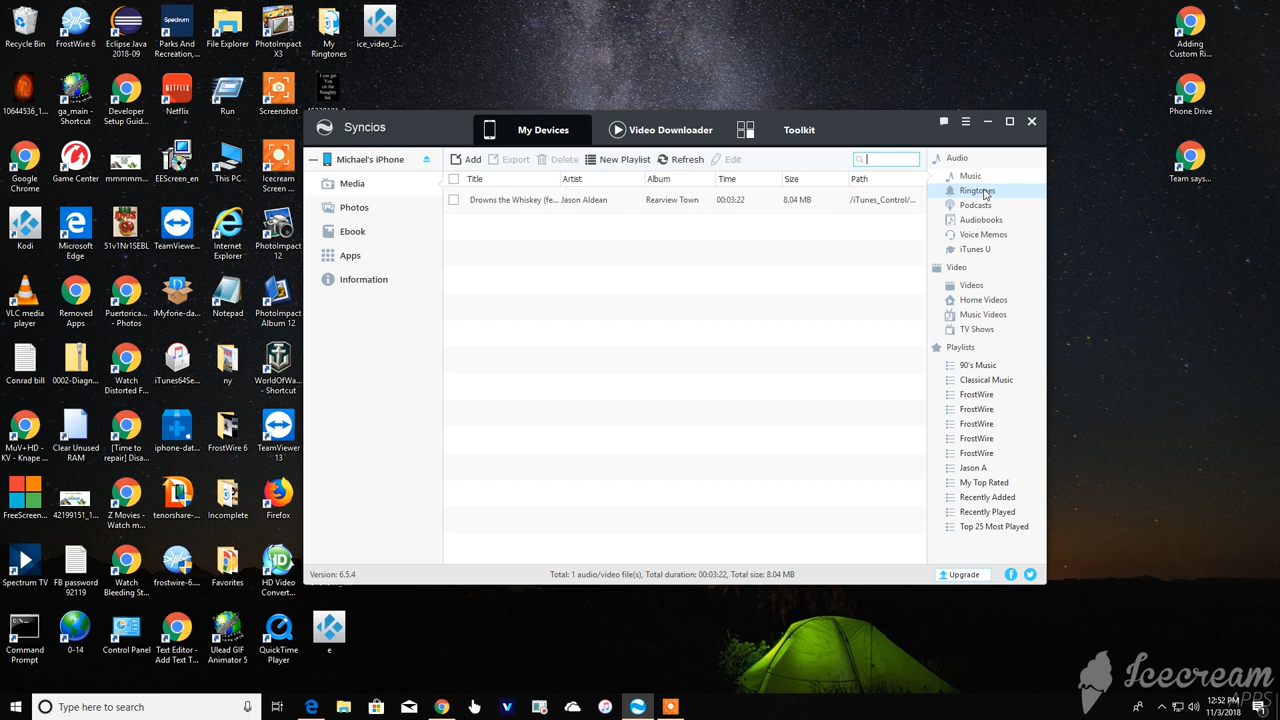 Recycle Bin
FrostWire 6
Eclipse Java
2018-09
Parks And
Recreation,...
File Explorer
PhotoImpact
X3
My
Ringtones
ice_video_2...
Adding
Custom Ri...
10644536_1...
ga_main -
Shortcut
Developer
Setup Guid...
Netflix
Run
Screenshot
Phone Drive
Google
Chrome
Game Center
EEScreen_en
This PC
Icecream
Screen ...
Team
says...
Kodi
Microsoft
Edge
51v1Nr1SEBL
TeamViewe...
Internet
Explorer
PhotoImpact
12
VLC media
player
Removed
Apps
Puertorica...
- Photos
iMyfone-di...
Notepad
PhotoImpact
Album 12
Conrad bill
0002-Diagn...
Watch
Distorted F...
iTunes64Se...
ny
WorldOfWa...
- Shortcut
MuV+HD -
KV - Knape ...
Clear Unused
RAM
[Time to
repair] Disa...
iphone-dat...
FrostWire 6
TeamViewer
13
FreeScreen...
42199151_1...
Z Movies -
Watch m...
tenorshare-...
Incomplete
Firefox
Spectrum TV
FB password
92119
Watch
Bleeding St...
frostwire-6....
Favorites
HD Video
Convert...
Command
Prompt
0-14
Control Panel
Text Editor -
Add Text T...
Ulead GIF
Animator 5
QuickTime
Player
e
Syncios
My Devices
Video Downloader
Toolkit
Michael's iPhone
Add
Export
Delete
New Playlist
Refresh
Edit
Media
Photos
Ebook
Apps
Information
Title Artist Album Time Size Path
Drowns the Whiskey (fe... Jason Aldean Rearview Town 00:03:22 8.04 MB /iTunes_Control/...
Audio
Music
Ringtones
Podcasts
Audiobooks
Voice Memos
iTunes U
Video
Videos
Home Videos
Music Videos
TV Shows
Playlists
90's Music
Classical Music
FrostWire
FrostWire
FrostWire
FrostWire
FrostWire
Jason A
My Top Rated
Recently Added
Recently Played
Top 25 Most Played
Version: 6.5.4
Total: 1 audio/video file(s), Total duration: 00:03:22, Total size: 8.04 MB
Upgrade
Icecream
APPS
Type here to search
12:52 PM
11/3/2018